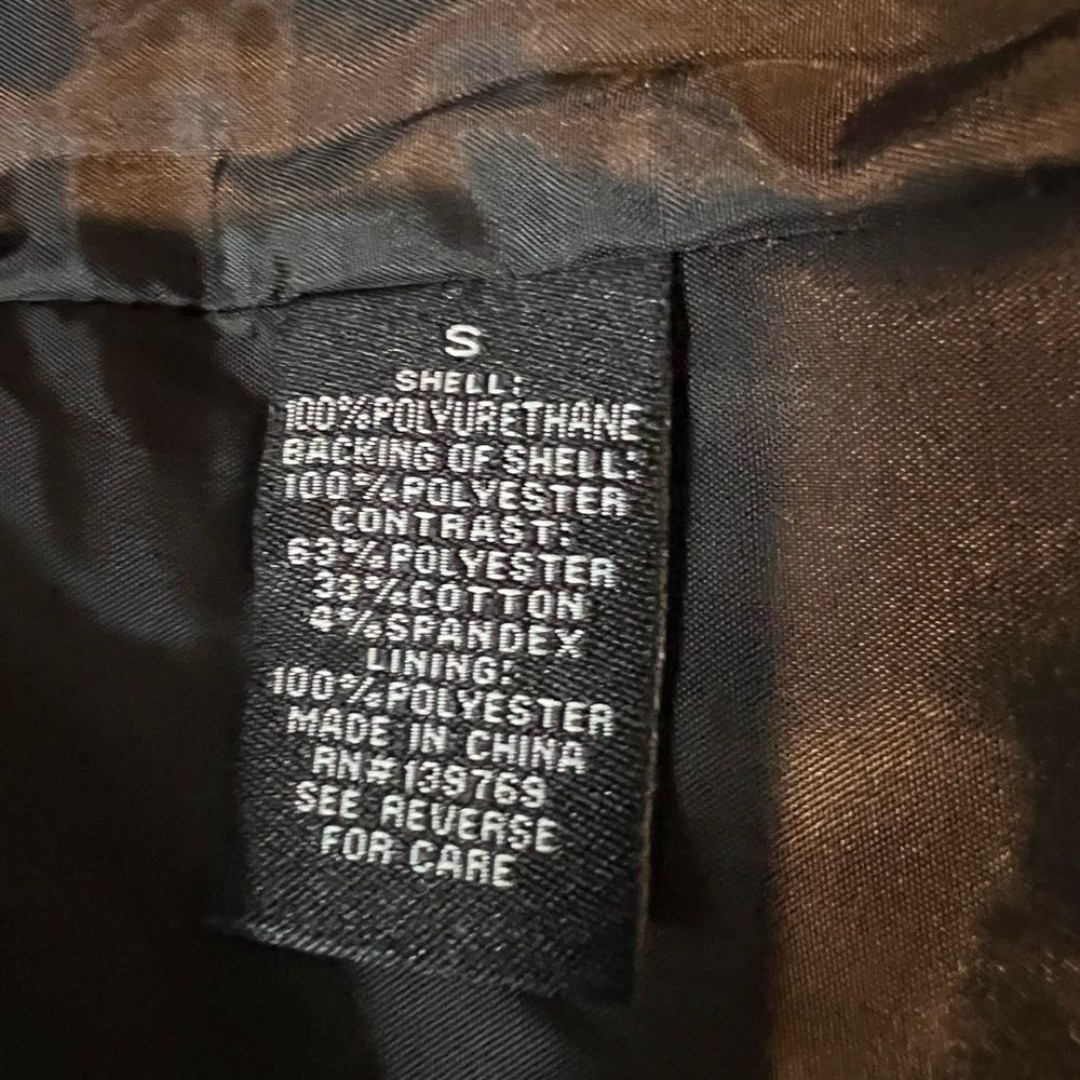 S
SHELL:
100%POLYURETHANE
BACKING OF SHELL:
100%POLYESTER
CONTRAST:
63%POLYESTER
33%COTTON
4%SPANDEX
LINING:
100%POLYESTER
MADE IN CHINA
RN#139769
SEE REVERSE
FOR CARE